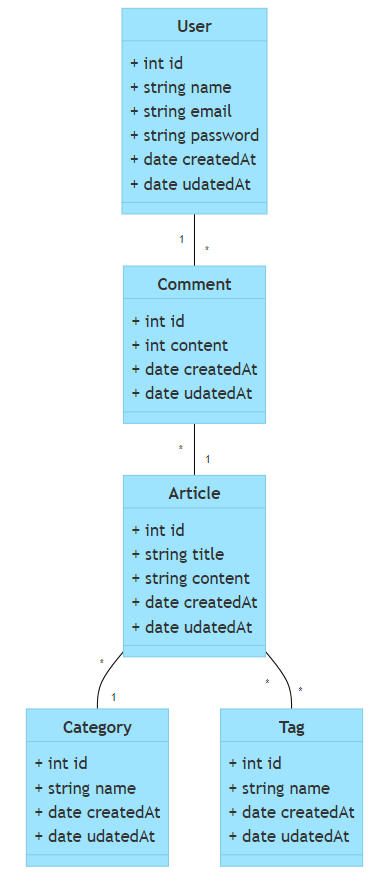 User
+ int id
+ string name
+ string email
+ string password
+ date createdAt
+ date udatedAt
1
*
Comment
+ int id
+ int content
+ date createdAt
+ date udatedAt
*
1
Article
+ int id
+ string title
+ string content
+ date createdAt
+ date udatedAt
*
1
*
*
Category
+ int id
+ string name
+ date createdAt
+ date udatedAt
Tag
+ int id
+ string name
+ date createdAt
+ date udatedAt